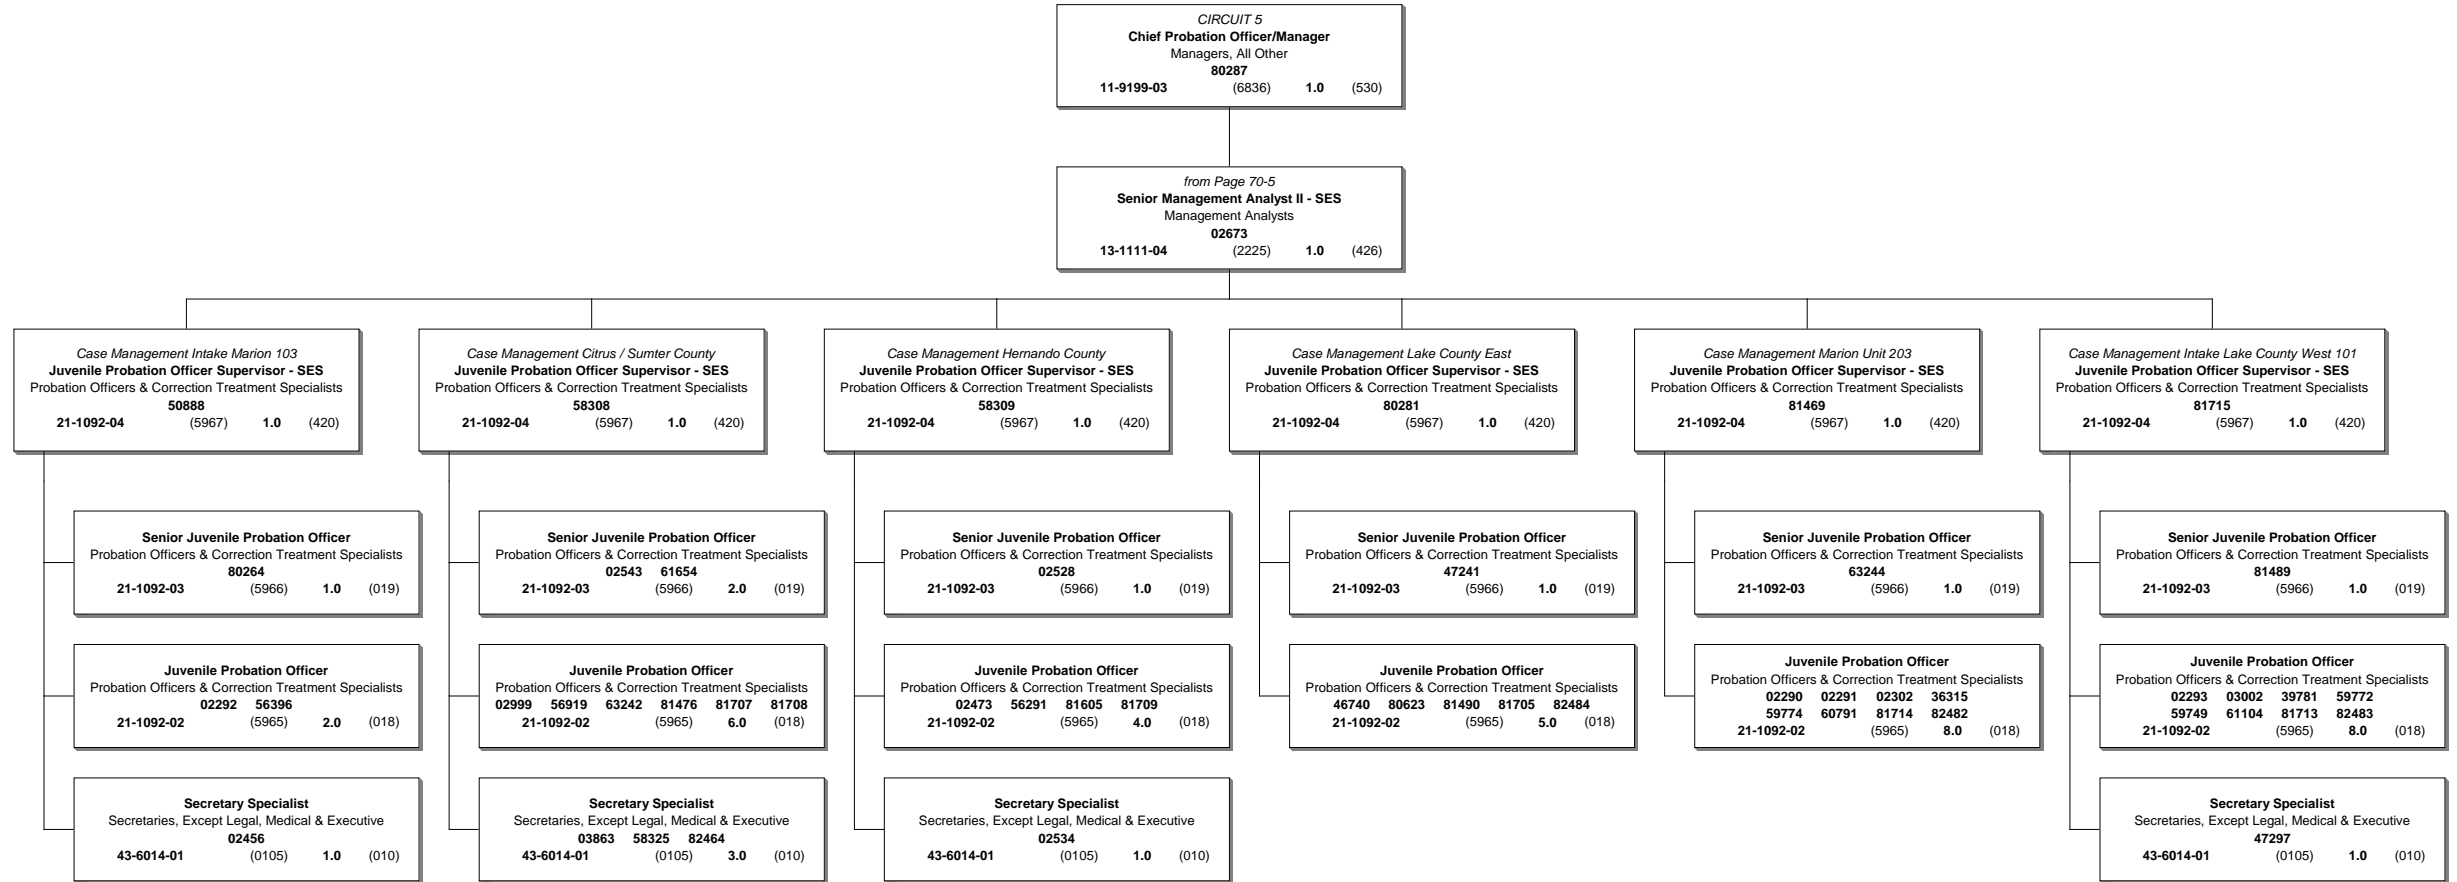 CIRCUIT 5
Chief Probation Officer/Manager
Managers, All Other
80287
11-9199-03 (6836) 1.0 (530)
from Page 70-5
Senior Management Analyst II - SES
Management Analysts
02673
13-1111-04 (2225) 1.0 (426)
Case Management Intake Marion 103
Juvenile Probation Officer Supervisor - SES
Probation Officers & Correction Treatment Specialists
50888
21-1092-04 (5967) 1.0 (420)
Case Management Citrus / Sumter County
Juvenile Probation Officer Supervisor - SES
Probation Officers & Correction Treatment Specialists
58308
21-1092-04 (5967) 1.0 (420)
Case Management Hernando County
Juvenile Probation Officer Supervisor - SES
Probation Officers & Correction Treatment Specialists
58309
21-1092-04 (5967) 1.0 (420)
Case Management Lake County East
Juvenile Probation Officer Supervisor - SES
Probation Officers & Correction Treatment Specialists
80281
21-1092-04 (5967) 1.0 (420)
Case Management Marion Unit 203
Juvenile Probation Officer Supervisor - SES
Probation Officers & Correction Treatment Specialists
81469
21-1092-04 (5967) 1.0 (420)
Case Management Intake Lake County West 101
Juvenile Probation Officer Supervisor - SES
Probation Officers & Correction Treatment Specialists
81715
21-1092-04 (5967) 1.0 (420)
Senior Juvenile Probation Officer
Probation Officers & Correction Treatment Specialists
80264
21-1092-03 (5966) 1.0 (019)
Senior Juvenile Probation Officer
Probation Officers & Correction Treatment Specialists
02543 61654
21-1092-03 (5966) 2.0 (019)
Senior Juvenile Probation Officer
Probation Officers & Correction Treatment Specialists
02528
21-1092-03 (5966) 1.0 (019)
Senior Juvenile Probation Officer
Probation Officers & Correction Treatment Specialists
47241
21-1092-03 (5966) 1.0 (019)
Senior Juvenile Probation Officer
Probation Officers & Correction Treatment Specialists
63244
21-1092-03 (5966) 1.0 (019)
Senior Juvenile Probation Officer
Probation Officers & Correction Treatment Specialists
81489
21-1092-03 (5966) 1.0 (019)
Juvenile Probation Officer
Probation Officers & Correction Treatment Specialists
02292 56396
21-1092-02 (5965) 2.0 (018)
Juvenile Probation Officer
Probation Officers & Correction Treatment Specialists
02999 56919 63242 81476 81707 81708
21-1092-02 (5965) 6.0 (018)
Juvenile Probation Officer
Probation Officers & Correction Treatment Specialists
02473 56291 81605 81709
21-1092-02 (5965) 4.0 (018)
Juvenile Probation Officer
Probation Officers & Correction Treatment Specialists
46740 80623 81490 81705 82484
21-1092-02 (5965) 5.0 (018)
Juvenile Probation Officer
Probation Officers & Correction Treatment Specialists
02290 02291 02302 36315
59774 60791 81714 82482
21-1092-02 (5965) 8.0 (018)
Juvenile Probation Officer
Probation Officers & Correction Treatment Specialists
02293 03002 39781 59772
59749 61104 81713 82483
21-1092-02 (5965) 8.0 (018)
Secretary Specialist
Secretaries, Except Legal, Medical & Executive
02456
43-6014-01 (0105) 1.0 (010)
Secretary Specialist
Secretaries, Except Legal, Medical & Executive
03863 58325 82464
43-6014-01 (0105) 3.0 (010)
Secretary Specialist
Secretaries, Except Legal, Medical & Executive
02534
43-6014-01 (0105) 1.0 (010)
Secretary Specialist
Secretaries, Except Legal, Medical & Executive
47297
43-6014-01 (0105) 1.0 (010)